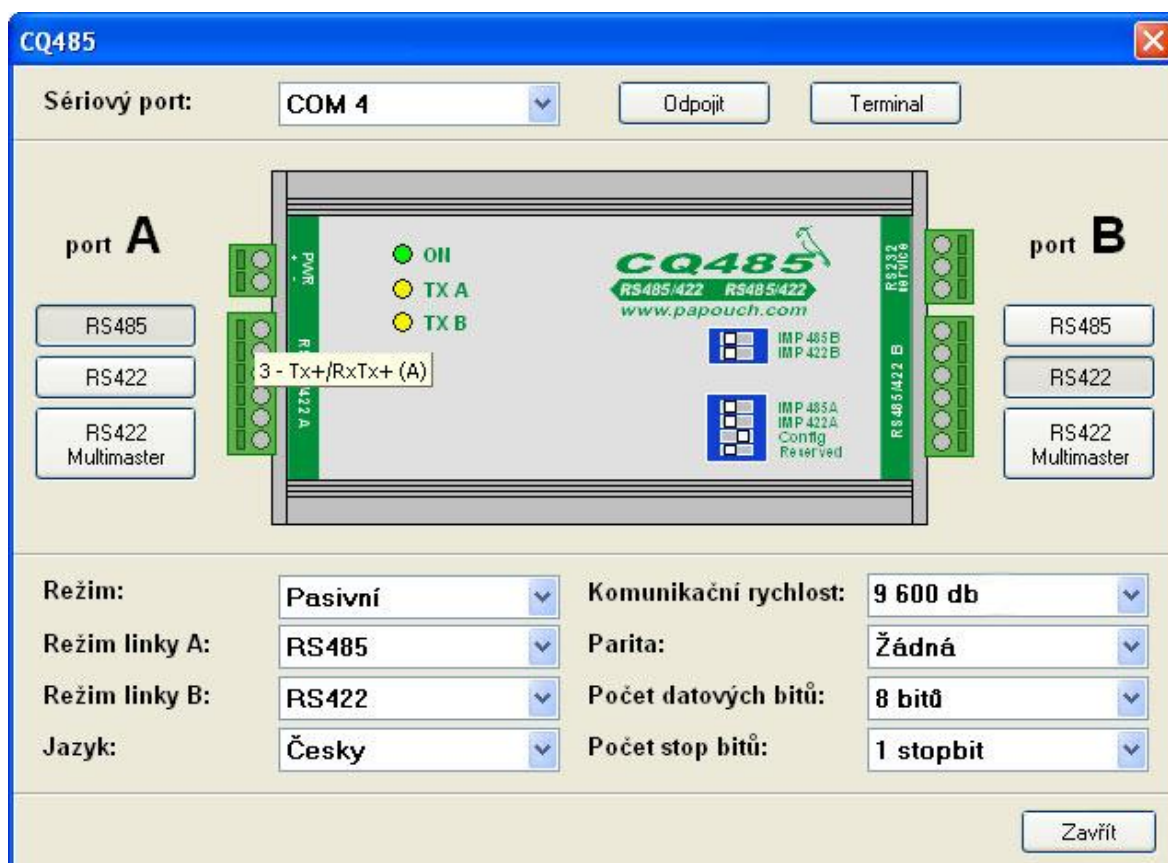 CQ485
Sériový port: COM 4 Odpojit Terminal
port A
port B
PWR
+ -
ON
TX A
TX B
CQ485
RS485/422 RS485/422
www.papouch.com
RS232
service
RS485
RS422
RS422
Multimaster
3 - Tx+/RxTx+ (A)
/422 A
IMP 485B
IMP 422B
IMP 485A
IMP 422A
Config
Reserved
RS485/422 B
RS485
RS422
RS422
Multimaster
Režim: Pasivní Komunikační rychlost: 9 600 db
Režim linky A: RS485 Parita: Žádná
Režim linky B: RS422 Počet datových bitů: 8 bitů
Jazyk: Česky Počet stop bitů: 1 stopbit
Zavřít